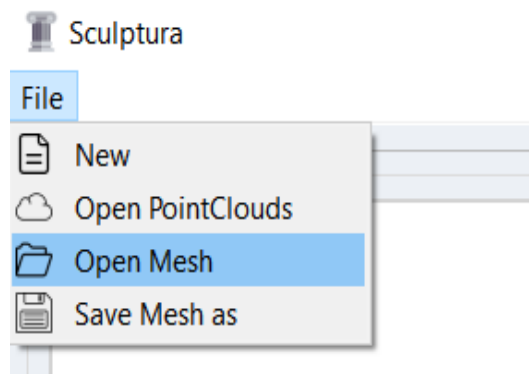 Sculptura
File
New
Open PointClouds
Open Mesh
Save Mesh as